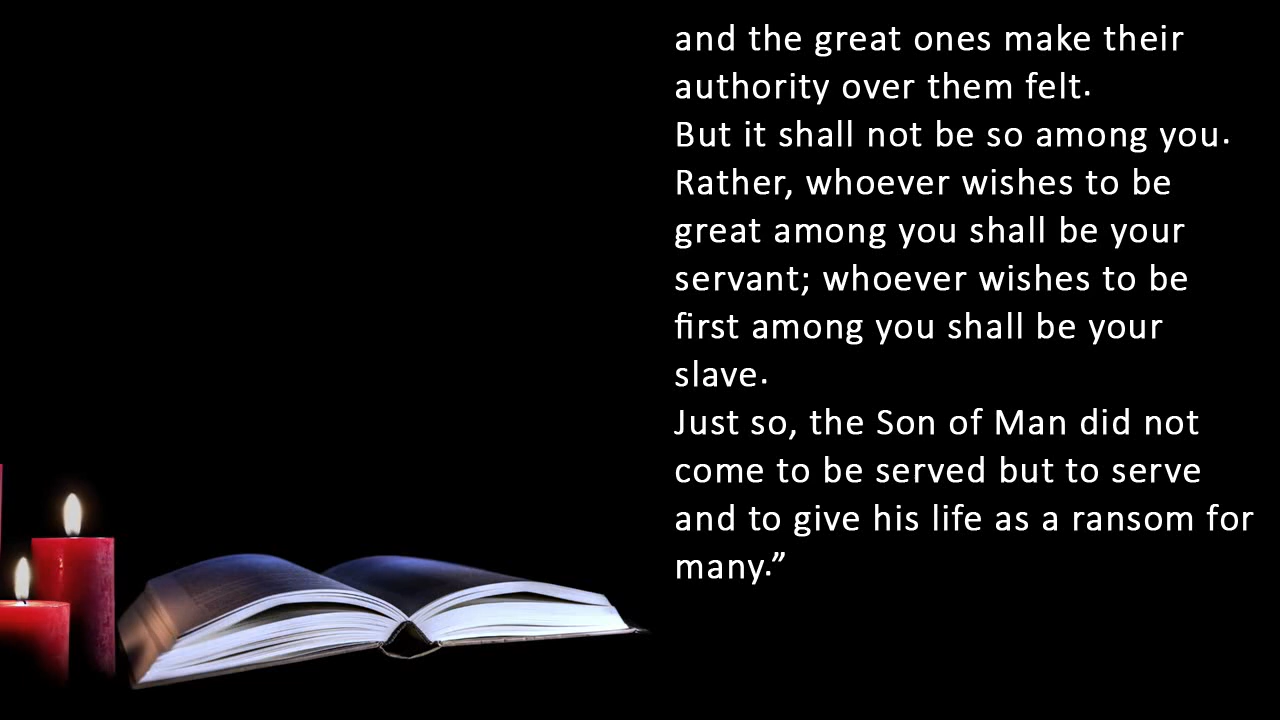 and the great ones make their
authority over them felt.
But it shall not be so among you.
Rather, whoever wishes to be
great among you shall be your
servant; whoever wishes to be
first among you shall be your
slave.
Just so, the Son of Man did not
come to be served but to serve
and to give his life as a ransom for
many.”